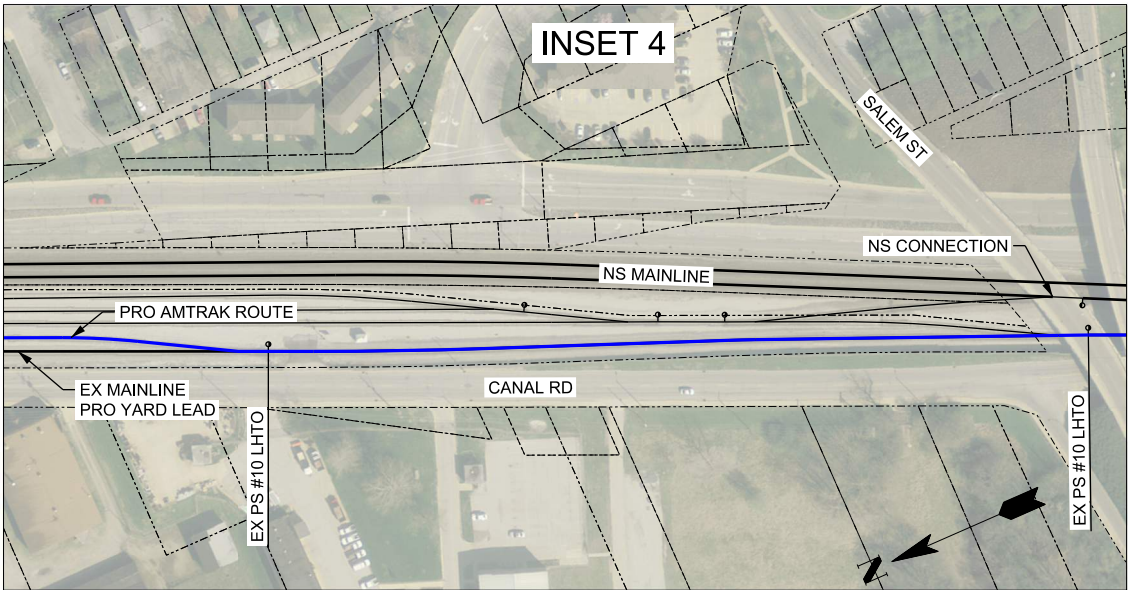 INSET 4
SALEM ST
NS CONNECTION
NS MAINLINE
PRO AMTRAK ROUTE
EX MAINLINE
PRO YARD LEAD
CANAL RD
EX PS #10 LHTO
EX PS #10 LHTO
N